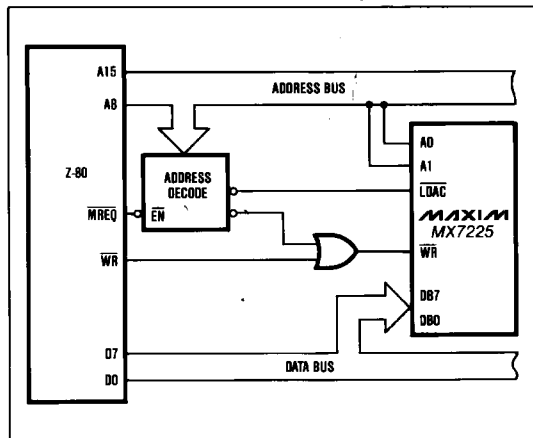 A15
ADDRESS BUS
A8
A0
A1
Z-80
ADDRESS
DECODE
LDAC
MREQ
EN
MAXIM
MX7225
WR
WR
DB7
DB0
D7
D0
DATA BUS